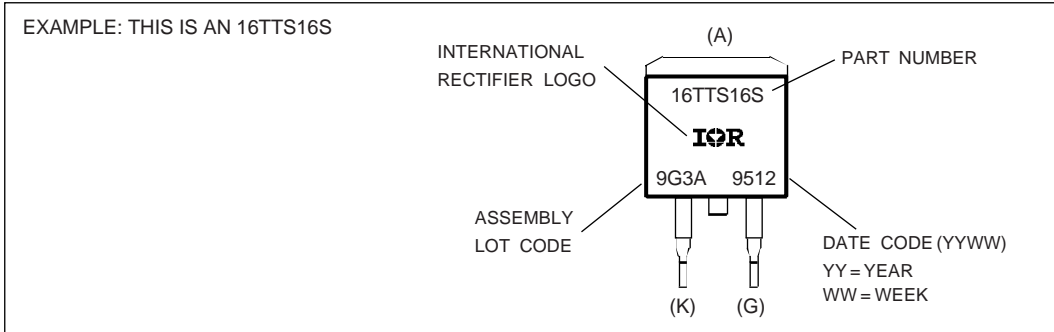 EXAMPLE: THIS IS AN 16TTS16S
(A)
INTERNATIONAL
RECTIFIER LOGO
PART NUMBER
16TTS16S
IOR
9G3A 9512
ASSEMBLY
LOT CODE
DATE CODE (YYWW)
YY = YEAR
WW = WEEK
(K) (G)